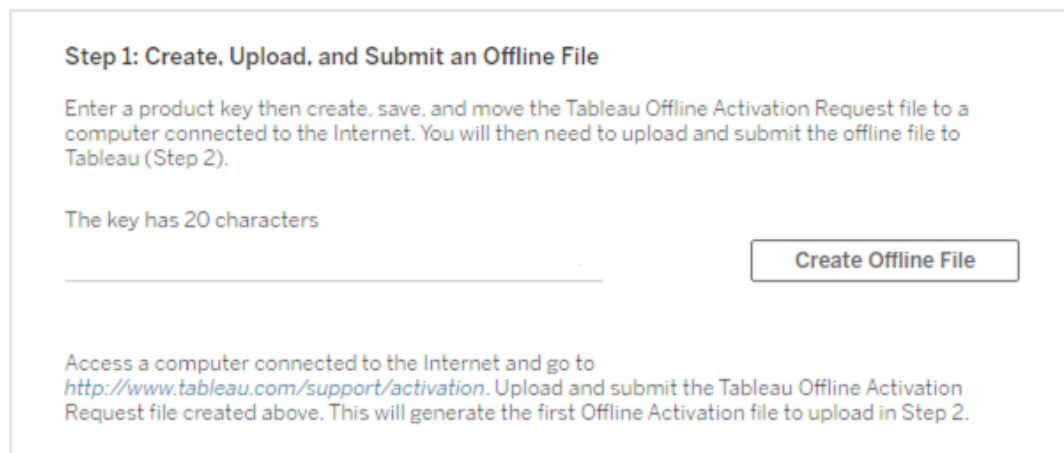 Step 1: Create, Upload, and Submit an Offline File
Enter a product key then create, save, and move the Tableau Offline Activation Request file to a
computer connected to the Internet. You will then need to upload and submit the offline file to
Tableau (Step 2).
The key has 20 characters
Create Offline File
Access a computer connected to the Internet and go to
http://www.tableau.com/support/activation. Upload and submit the Tableau Offline Activation
Request file created above. This will generate the first Offline Activation file to upload in Step 2.